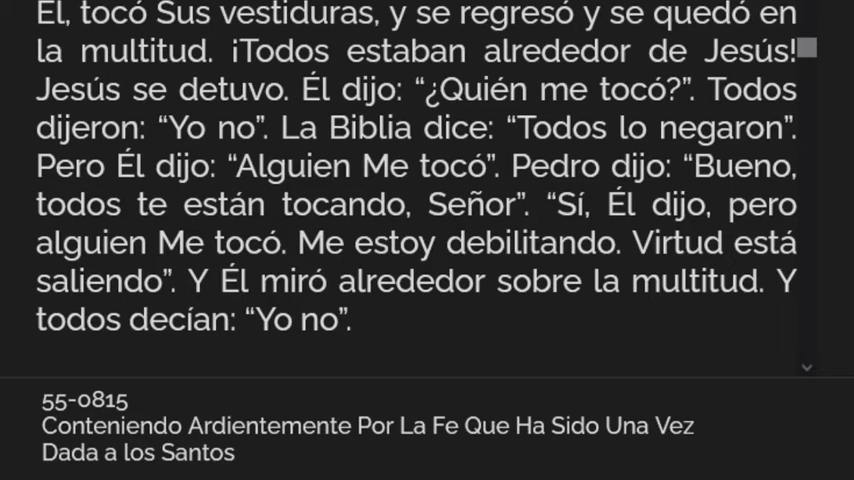 Él, tocó Sus vestiduras, y se regresó y se quedó en
la multitud. ¡Todos estaban alrededor de Jesús!
Jesús se detuvo. Él dijo: “¿Quién me tocó?”. Todos
dijeron: “Yo no”. La Biblia dice: “Todos lo negaron”.
Pero Él dijo: “Alguien Me tocó”. Pedro dijo: “Bueno,
todos te están tocando, Señor”. “Sí, Él dijo, pero
alguien Me tocó. Me estoy debilitando. Virtud está
saliendo”. Y Él miró alrededor sobre la multitud. Y
todos decían: “Yo no”.
55-0815
Conteniendo Ardientemente Por La Fe Que Ha Sido Una Vez
Dada a los Santos